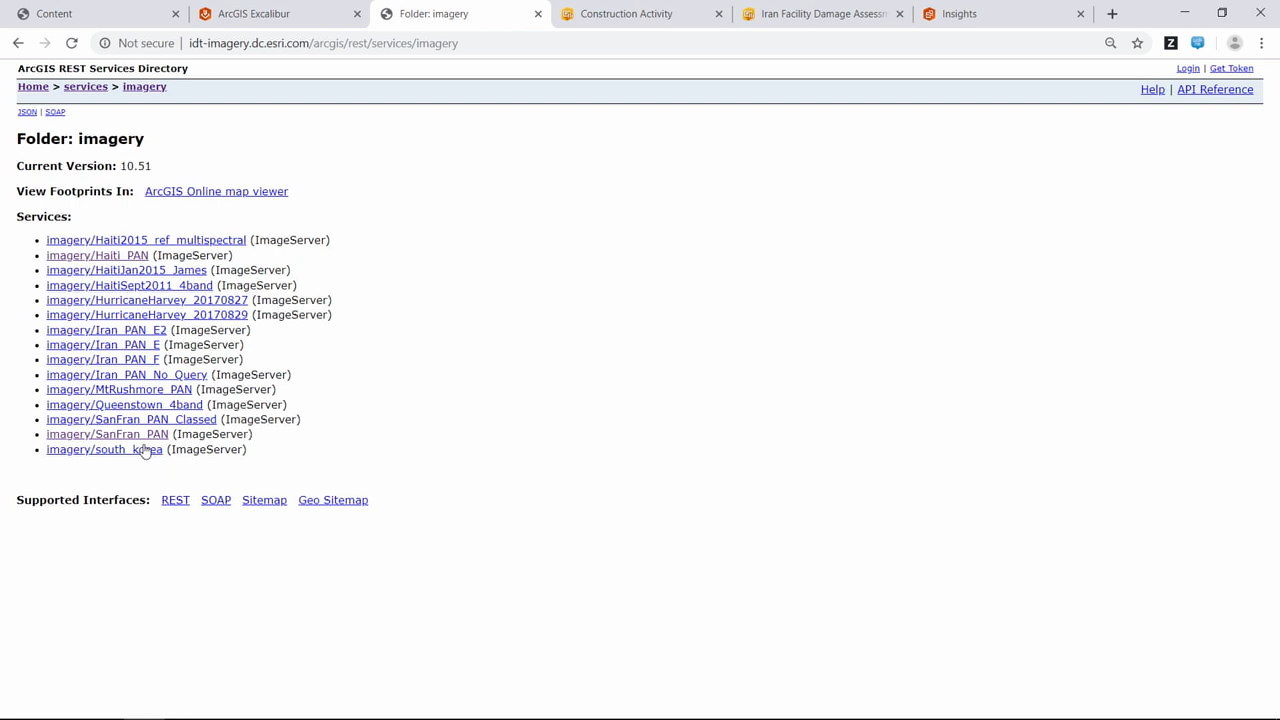 Content
ArcGIS Excalibur
Folder: imagery
Construction Activity
Iran Facility Damage Assessm
Insights
Not secure idt-imagery.dc.esri.com/arcgis/rest/services/imagery
ArcGIS REST Services Directory
Login | Get Token
Home > services > imagery
Help | API Reference
JSON | SOAP
Folder: imagery
Current Version: 10.51
View Footprints In: ArcGIS Online map viewer
Services:
imagery/Haiti2015_ref_multispectral (ImageServer)
imagery/Haiti_PAN (ImageServer)
imagery/HaitiJan2015_James (ImageServer)
imagery/HaitiSept2011_4band (ImageServer)
imagery/HurricaneHarvey_20170827 (ImageServer)
imagery/HurricaneHarvey_20170829 (ImageServer)
imagery/Iran_PAN_E2 (ImageServer)
imagery/Iran_PAN_E (ImageServer)
imagery/Iran_PAN_F (ImageServer)
imagery/Iran_PAN_No_Query (ImageServer)
imagery/MtRushmore_PAN (ImageServer)
imagery/Queenstown_4band (ImageServer)
imagery/SanFran_PAN_Classed (ImageServer)
imagery/SanFran_PAN (ImageServer)
imagery/south_korea (ImageServer)
Supported Interfaces: REST SOAP Sitemap Geo Sitemap